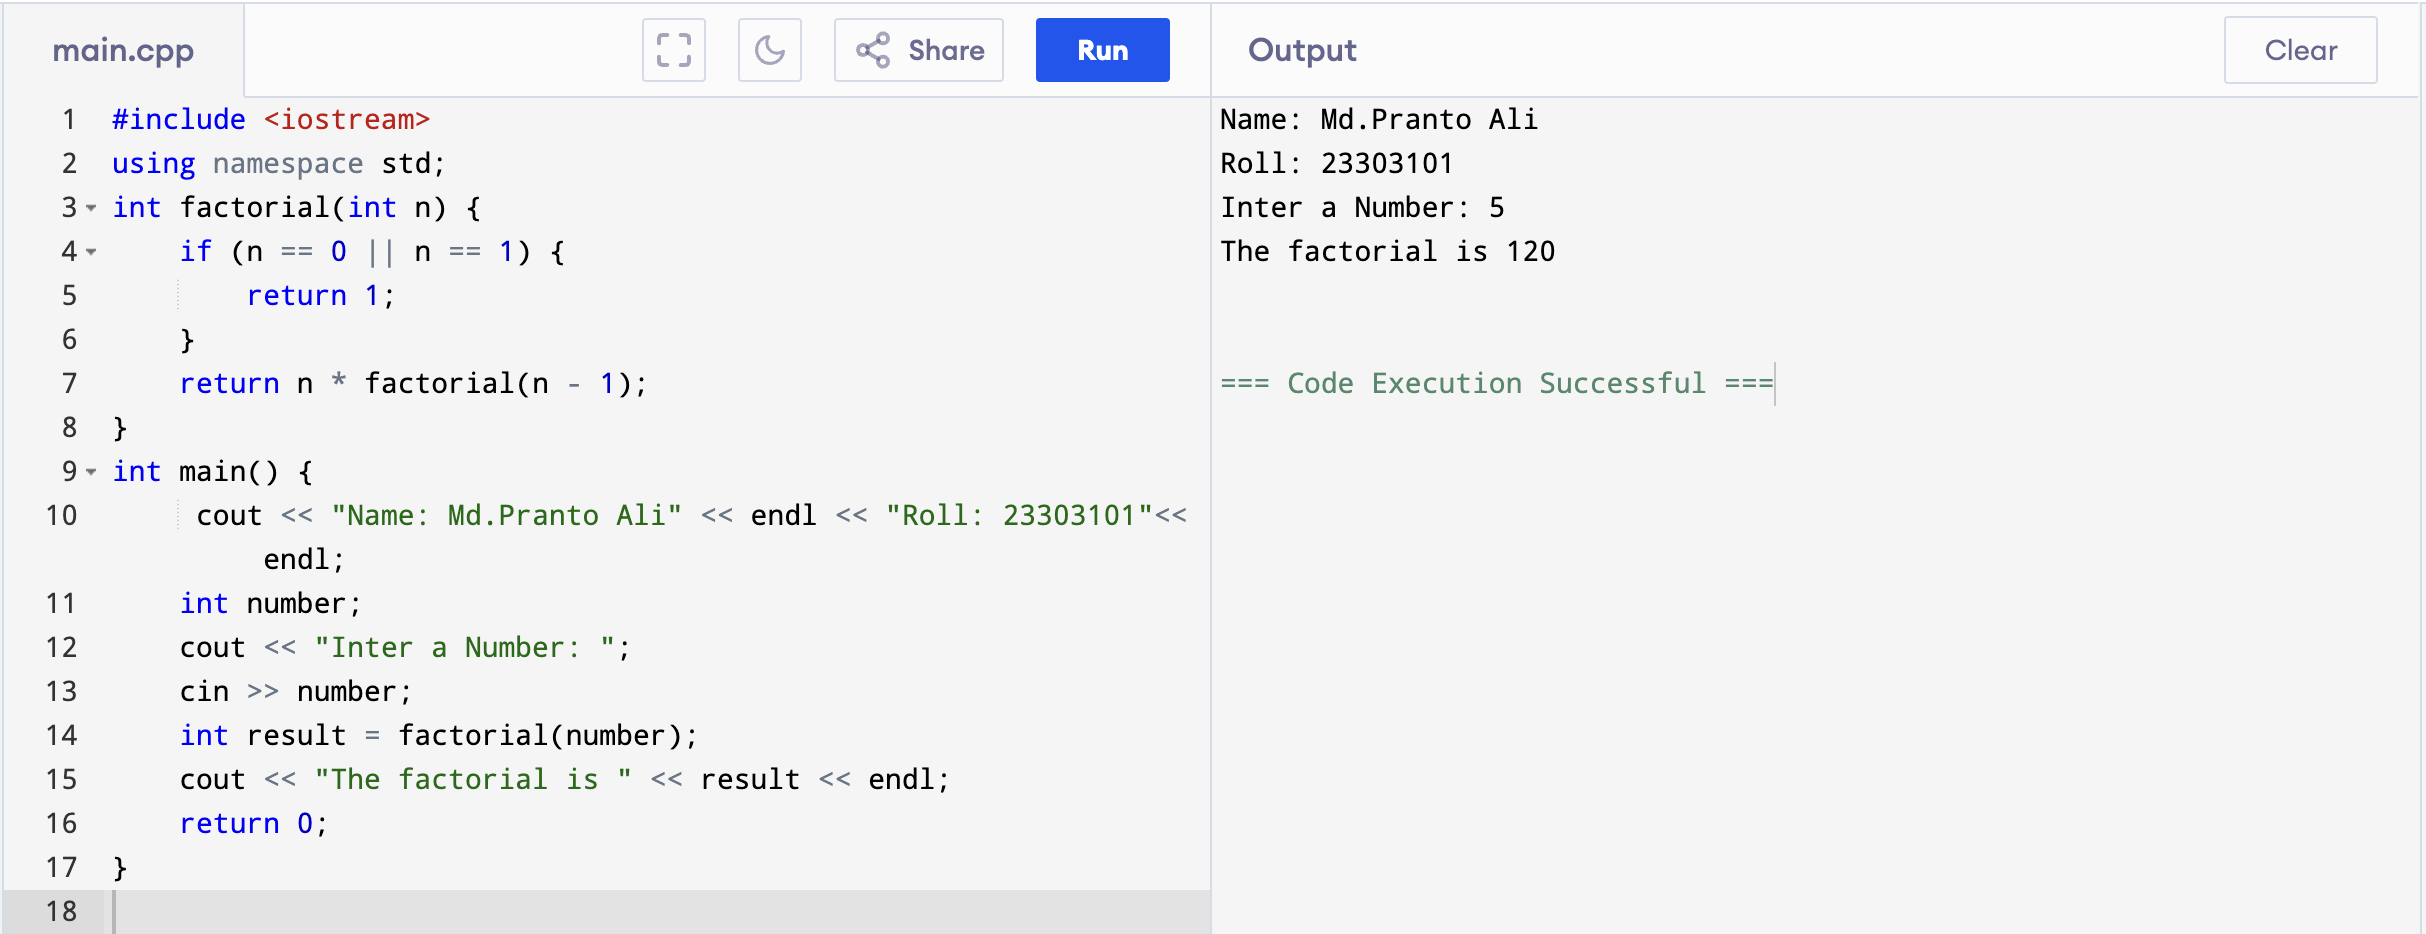 main.cpp
Share
Run
Output
Clear
1 #include <iostream>
2 using namespace std;
3 int factorial(int n) {
4     if (n == 0 || n == 1) {
5         return 1;
6     }
7     return n * factorial(n - 1);
8 }
9 int main() {
10      cout << "Name: Md.Pranto Ali" << endl << "Roll: 23303101"<<
         endl;
11     int number;
12     cout << "Inter a Number: ";
13     cin >> number;
14     int result = factorial(number);
15     cout << "The factorial is " << result << endl;
16     return 0;
17 }
18
Name: Md.Pranto Ali
Roll: 23303101
Inter a Number: 5
The factorial is 120
=== Code Execution Successful ===